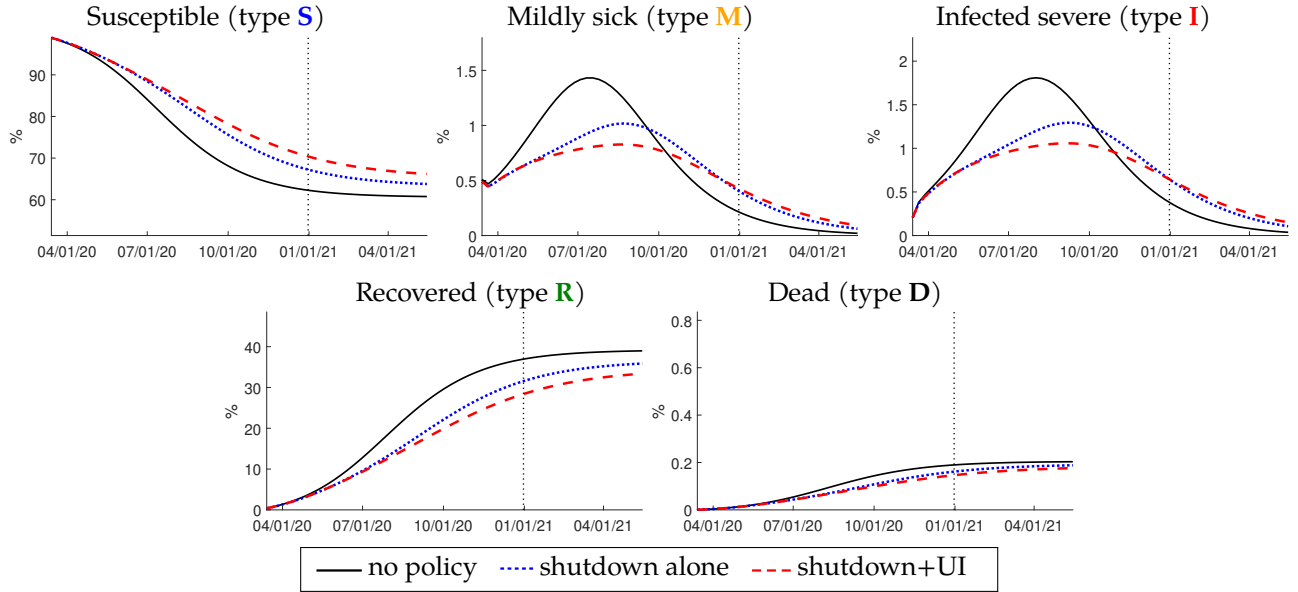 Susceptible (type S)
Mildly sick (type M)
Infected severe (type I)
%
90
80
70
60
04/01/20 07/01/20 10/01/20 01/01/21 04/01/21
%
1.5
1
0.5
0
04/01/20 07/01/20 10/01/20 01/01/21 04/01/21
%
2
1.5
1
0.5
0
04/01/20 07/01/20 10/01/20 01/01/21 04/01/21
Recovered (type R)
Dead (type D)
%
40
30
20
10
0
04/01/20 07/01/20 10/01/20 01/01/21 04/01/21
%
0.8
0.6
0.4
0.2
0
04/01/20 07/01/20 10/01/20 01/01/21 04/01/21
no policy shutdown alone shutdown+UI